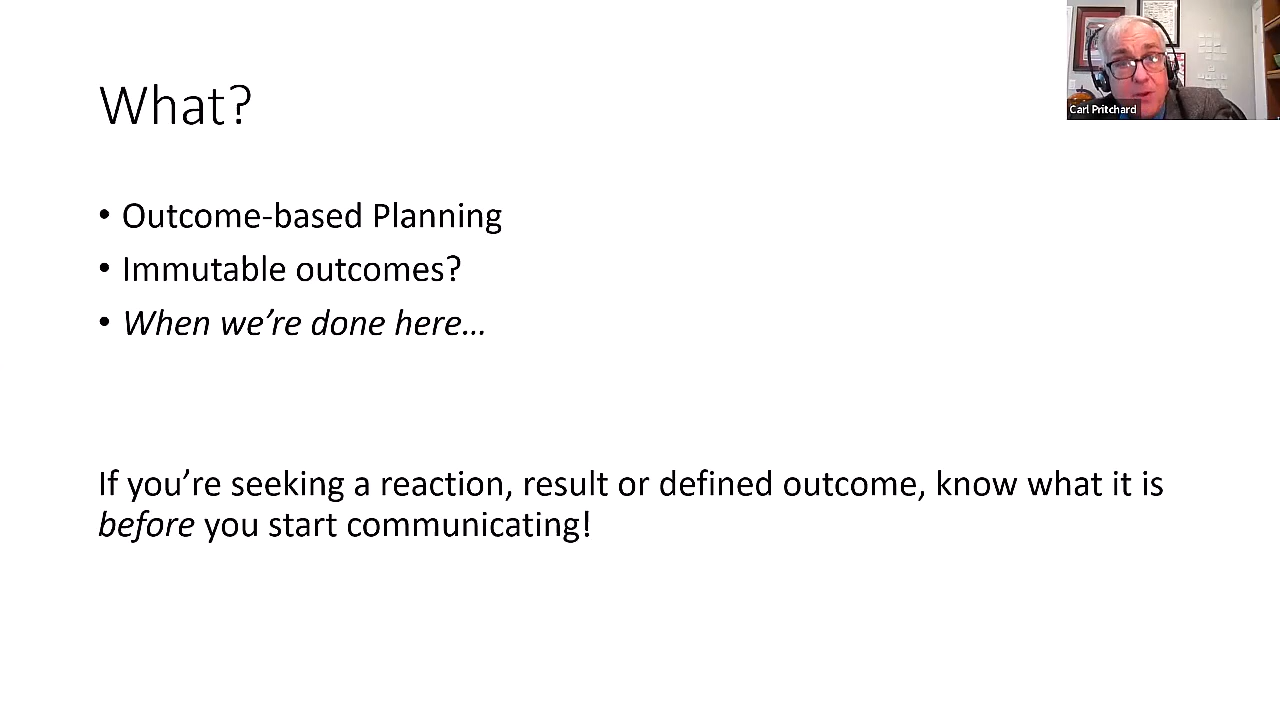 What?
• Outcome-based Planning
• Immutable outcomes?
• When we're done here…
If you're seeking a reaction, result or defined outcome, know what it is
before you start communicating!
Carl Pritchard